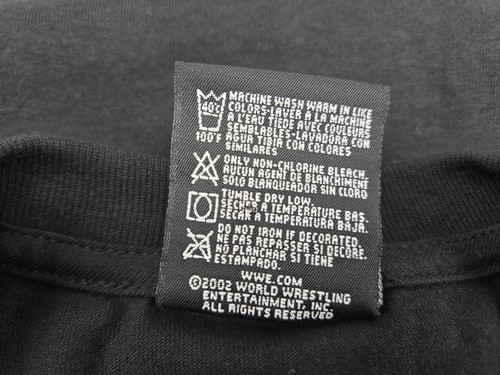 MACHINE WASH WARM IN LIKE
COLORS-LAVER A LA MACHINE
40°C
A L'EAU TIEDE AVEC COULEURS
SEMBLABLES-LAVADORA CON
100°F AGUA TIBIA CON COLORES
SIMILARES
ONLY NON-CHLORINE BLEACH.
AUCUN AGENT DE BLANCHIMENT
SOLO BLANQUEADOR SIN CLORO
TUMBLE DRY LOW.
SECHER A TEMPERATURE BAS.
SECAR A TEMPERATURA BAJA.
DO NOT IRON IF DECORATED.
NE PAS REPASSER SI DECORE.
NO PLANCHAR SI TIENE
ESTAMPADO.
WWE.COM
©2002 WORLD WRESTLING
ENTERTAINMENT, INC.
ALL RIGHTS RESERVED